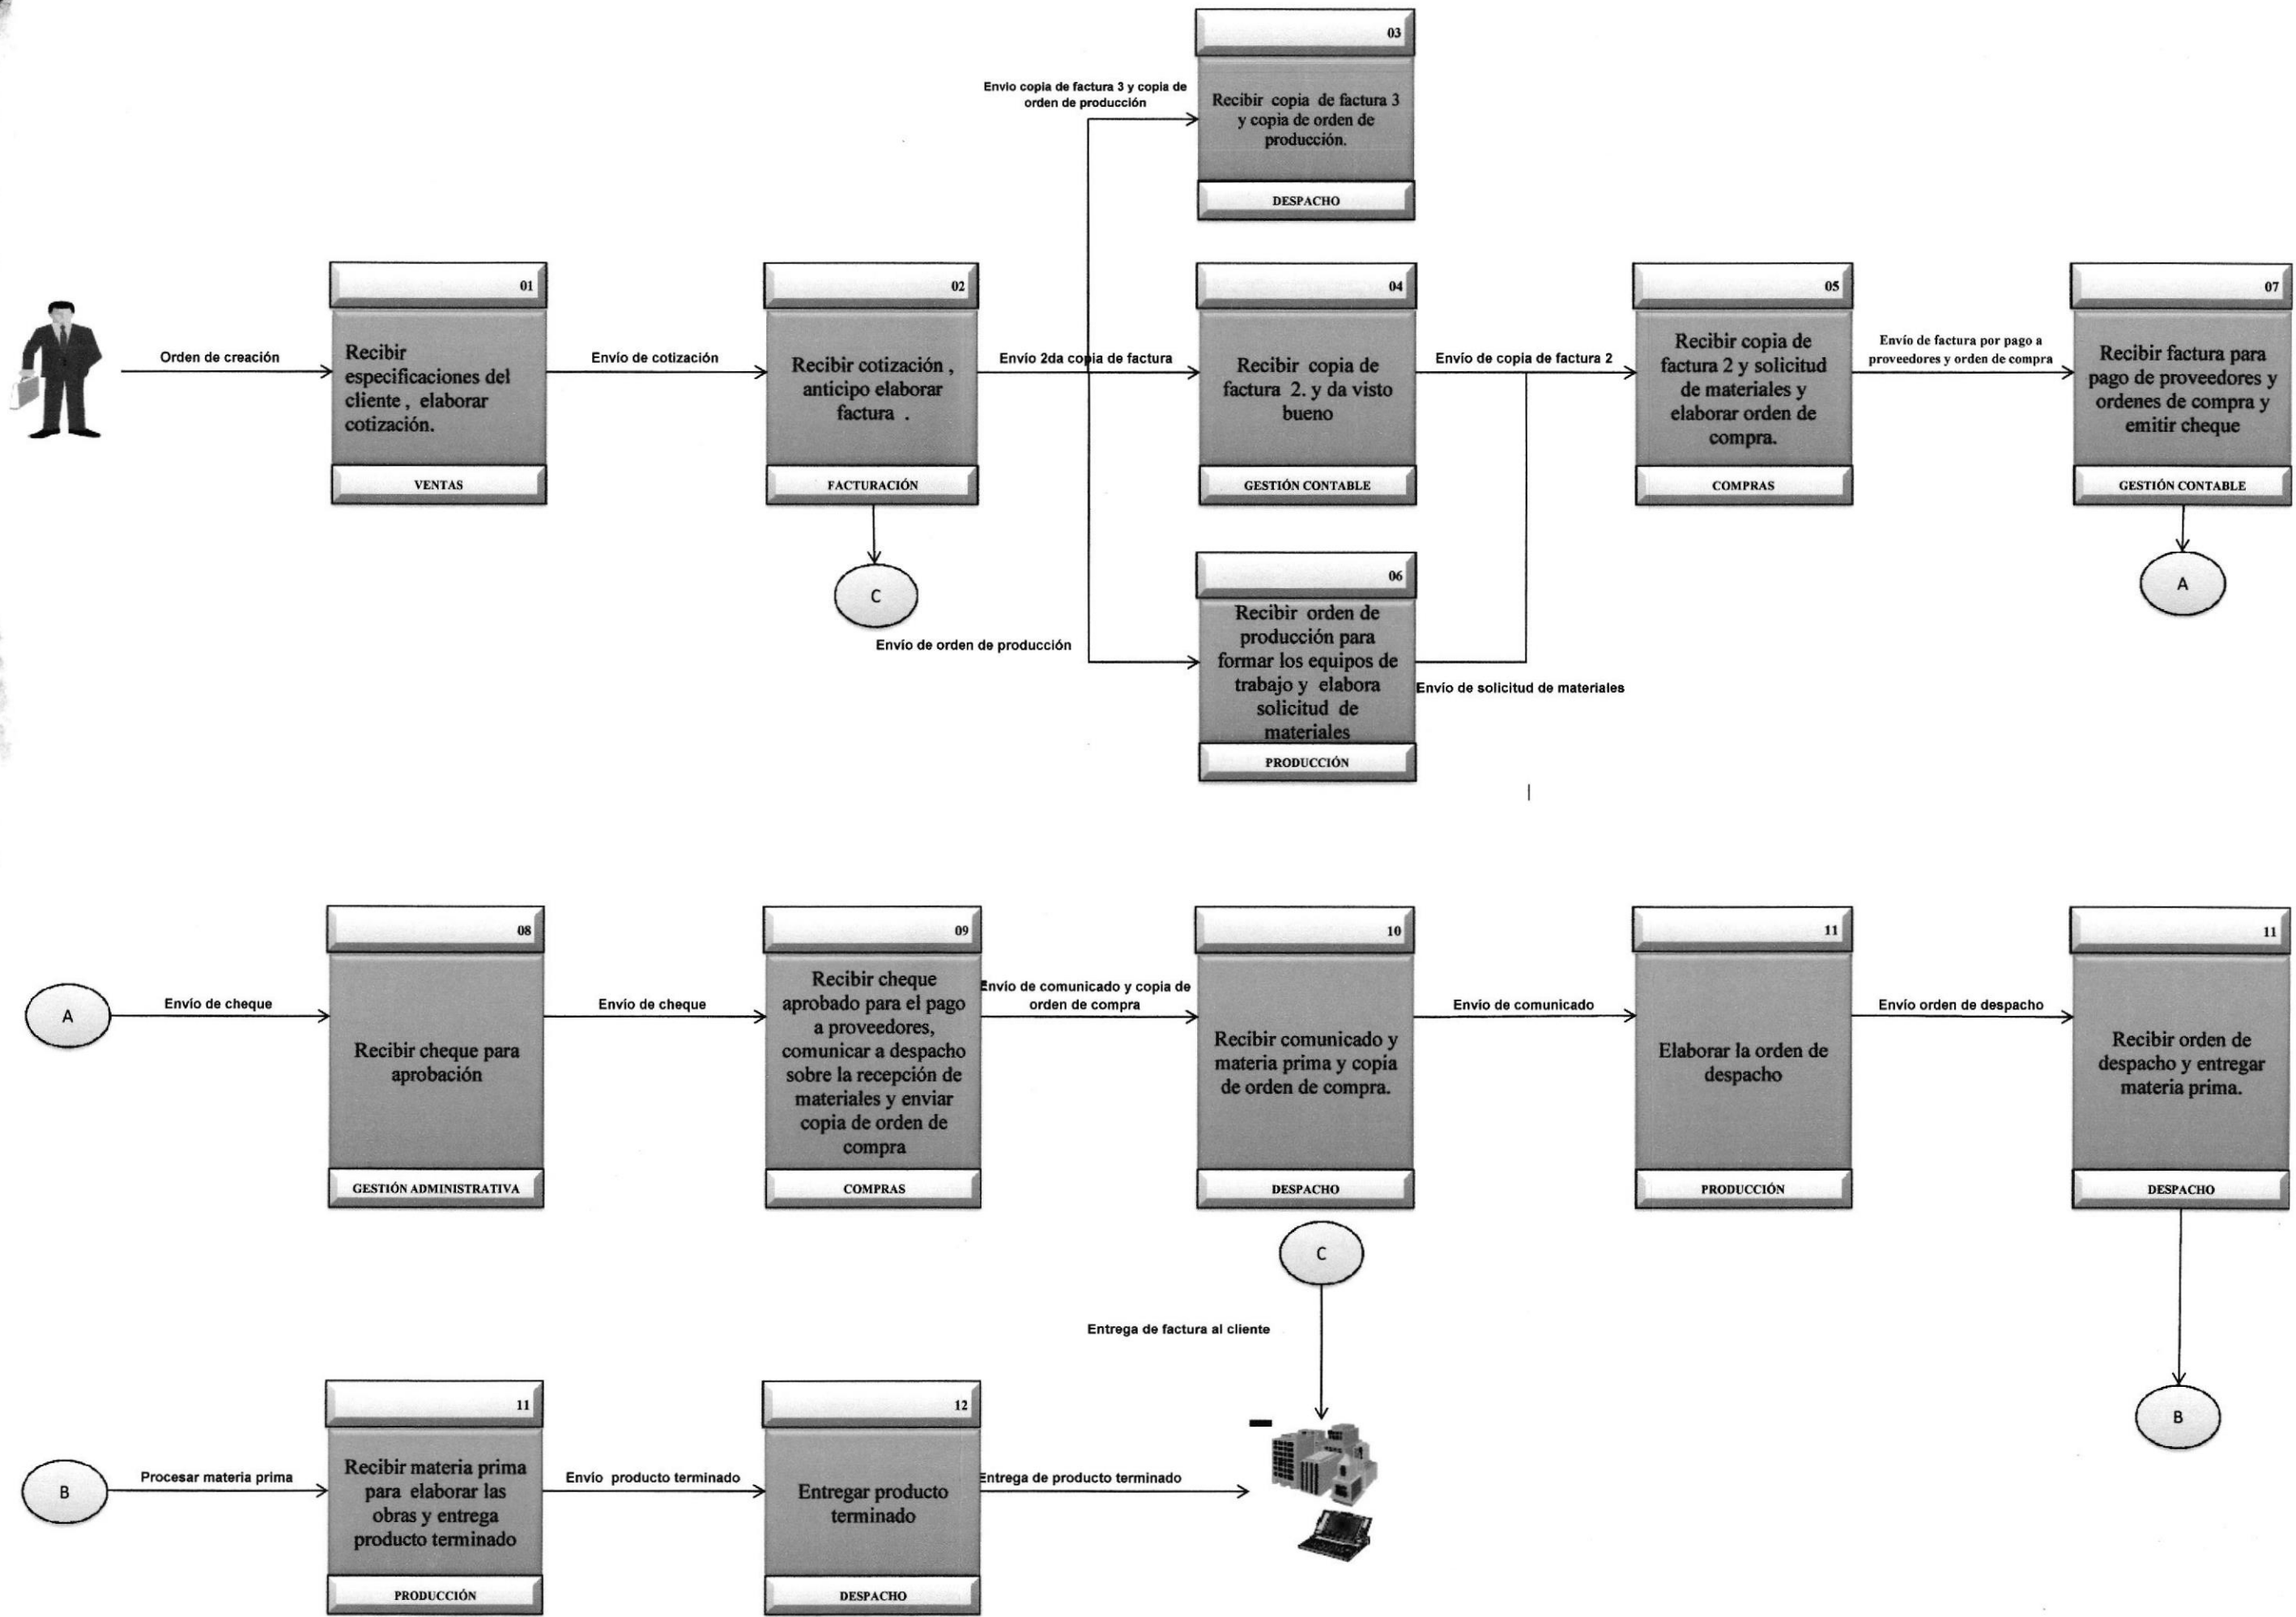 03
Envio copia de factura 3 y copia de
orden de producción
Recibir copia de factura 3
y copia de orden de
producción.
DESPACHO
Orden de creación
01
Recibir
especificaciones del
cliente , elaborar
cotización.
VENTAS
Envío de cotización
02
Recibir cotización ,
anticipo elaborar
factura .
FACTURACIÓN
C
Envío 2da copia de factura
04
Recibir copia de
factura 2. y da visto
bueno
GESTIÓN CONTABLE
Envío de copia de factura 2
05
Recibir copia de
factura 2 y solicitud
de materiales y
elaborar orden de
compra.
COMPRAS
Envío de factura por pago a
proveedores y orden de compra
07
Recibir factura para
pago de proveedores y
ordenes de compra y
emitir cheque
GESTIÓN CONTABLE
A
Envío de orden de producción
06
Recibir orden de
producción para
formar los equipos de
trabajo y elabora
solicitud de
materiales
PRODUCCIÓN
Envío de solicitud de materiales
A
Envío de cheque
08
Recibir cheque para
aprobación
GESTIÓN ADMINISTRATIVA
Envío de cheque
09
Recibir cheque
aprobado para el pago
a proveedores,
comunicar a despacho
sobre la recepción de
materiales y enviar
copia de orden de
compra
COMPRAS
Envío de comunicado y copia de
orden de compra
10
Recibir comunicado y
materia prima y copia
de orden de compra.
DESPACHO
Envío de comunicado
11
Elaborar la orden de
despacho
PRODUCCIÓN
Envío orden de despacho
11
Recibir orden de
despacho y entregar
materia prima.
DESPACHO
B
C
Entrega de factura al cliente
B
Procesar materia prima
11
Recibir materia prima
para elaborar las
obras y entrega
producto terminado
PRODUCCIÓN
Envío producto terminado
12
Entregar producto
terminado
DESPACHO
Entrega de producto terminado